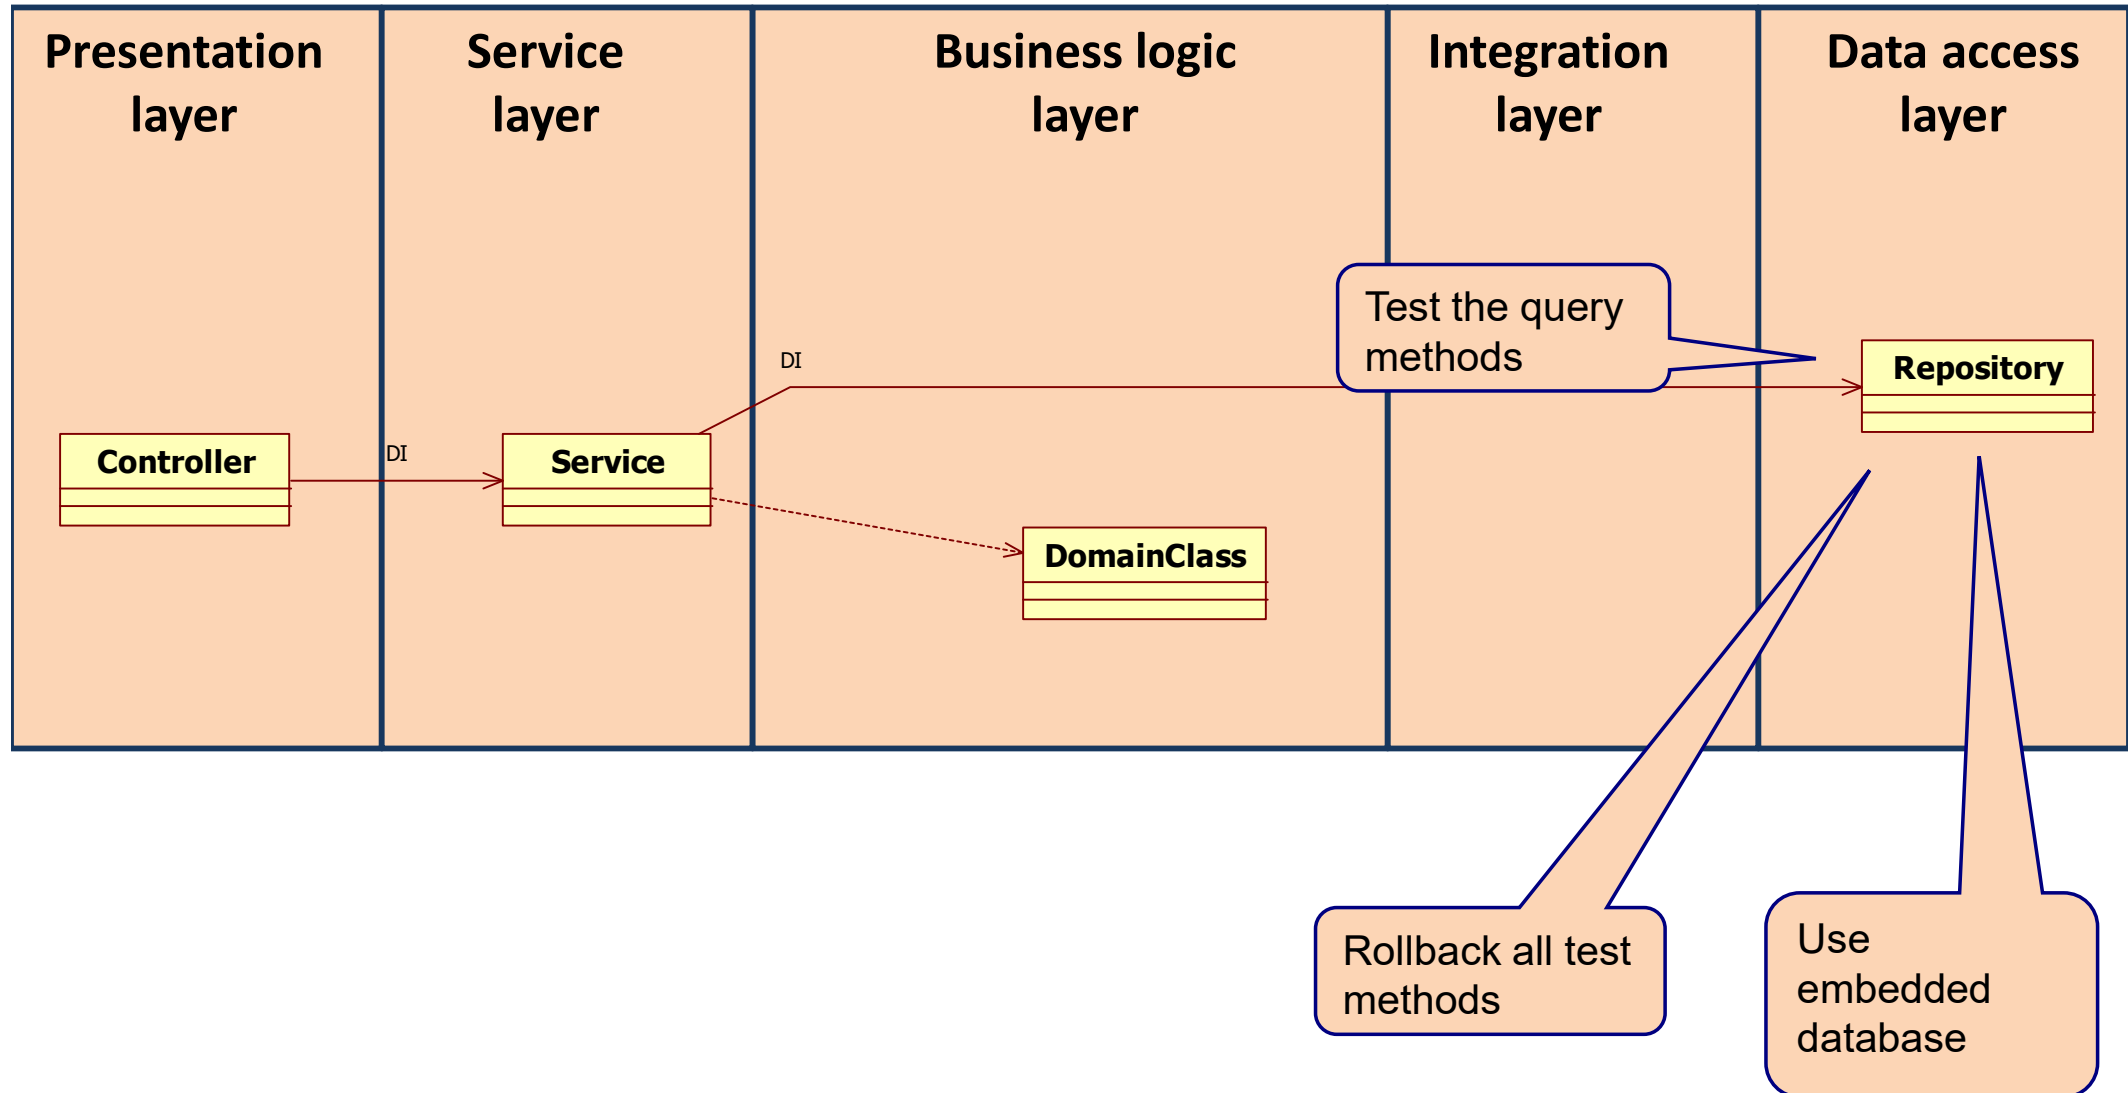 Presentation
layer
Service
layer
Business logic
layer
Integration
layer
Data access
layer
Test the query
methods
DI
Repository
Controller
DI
Service
DomainClass
Rollback all test
methods
Use
embedded
database